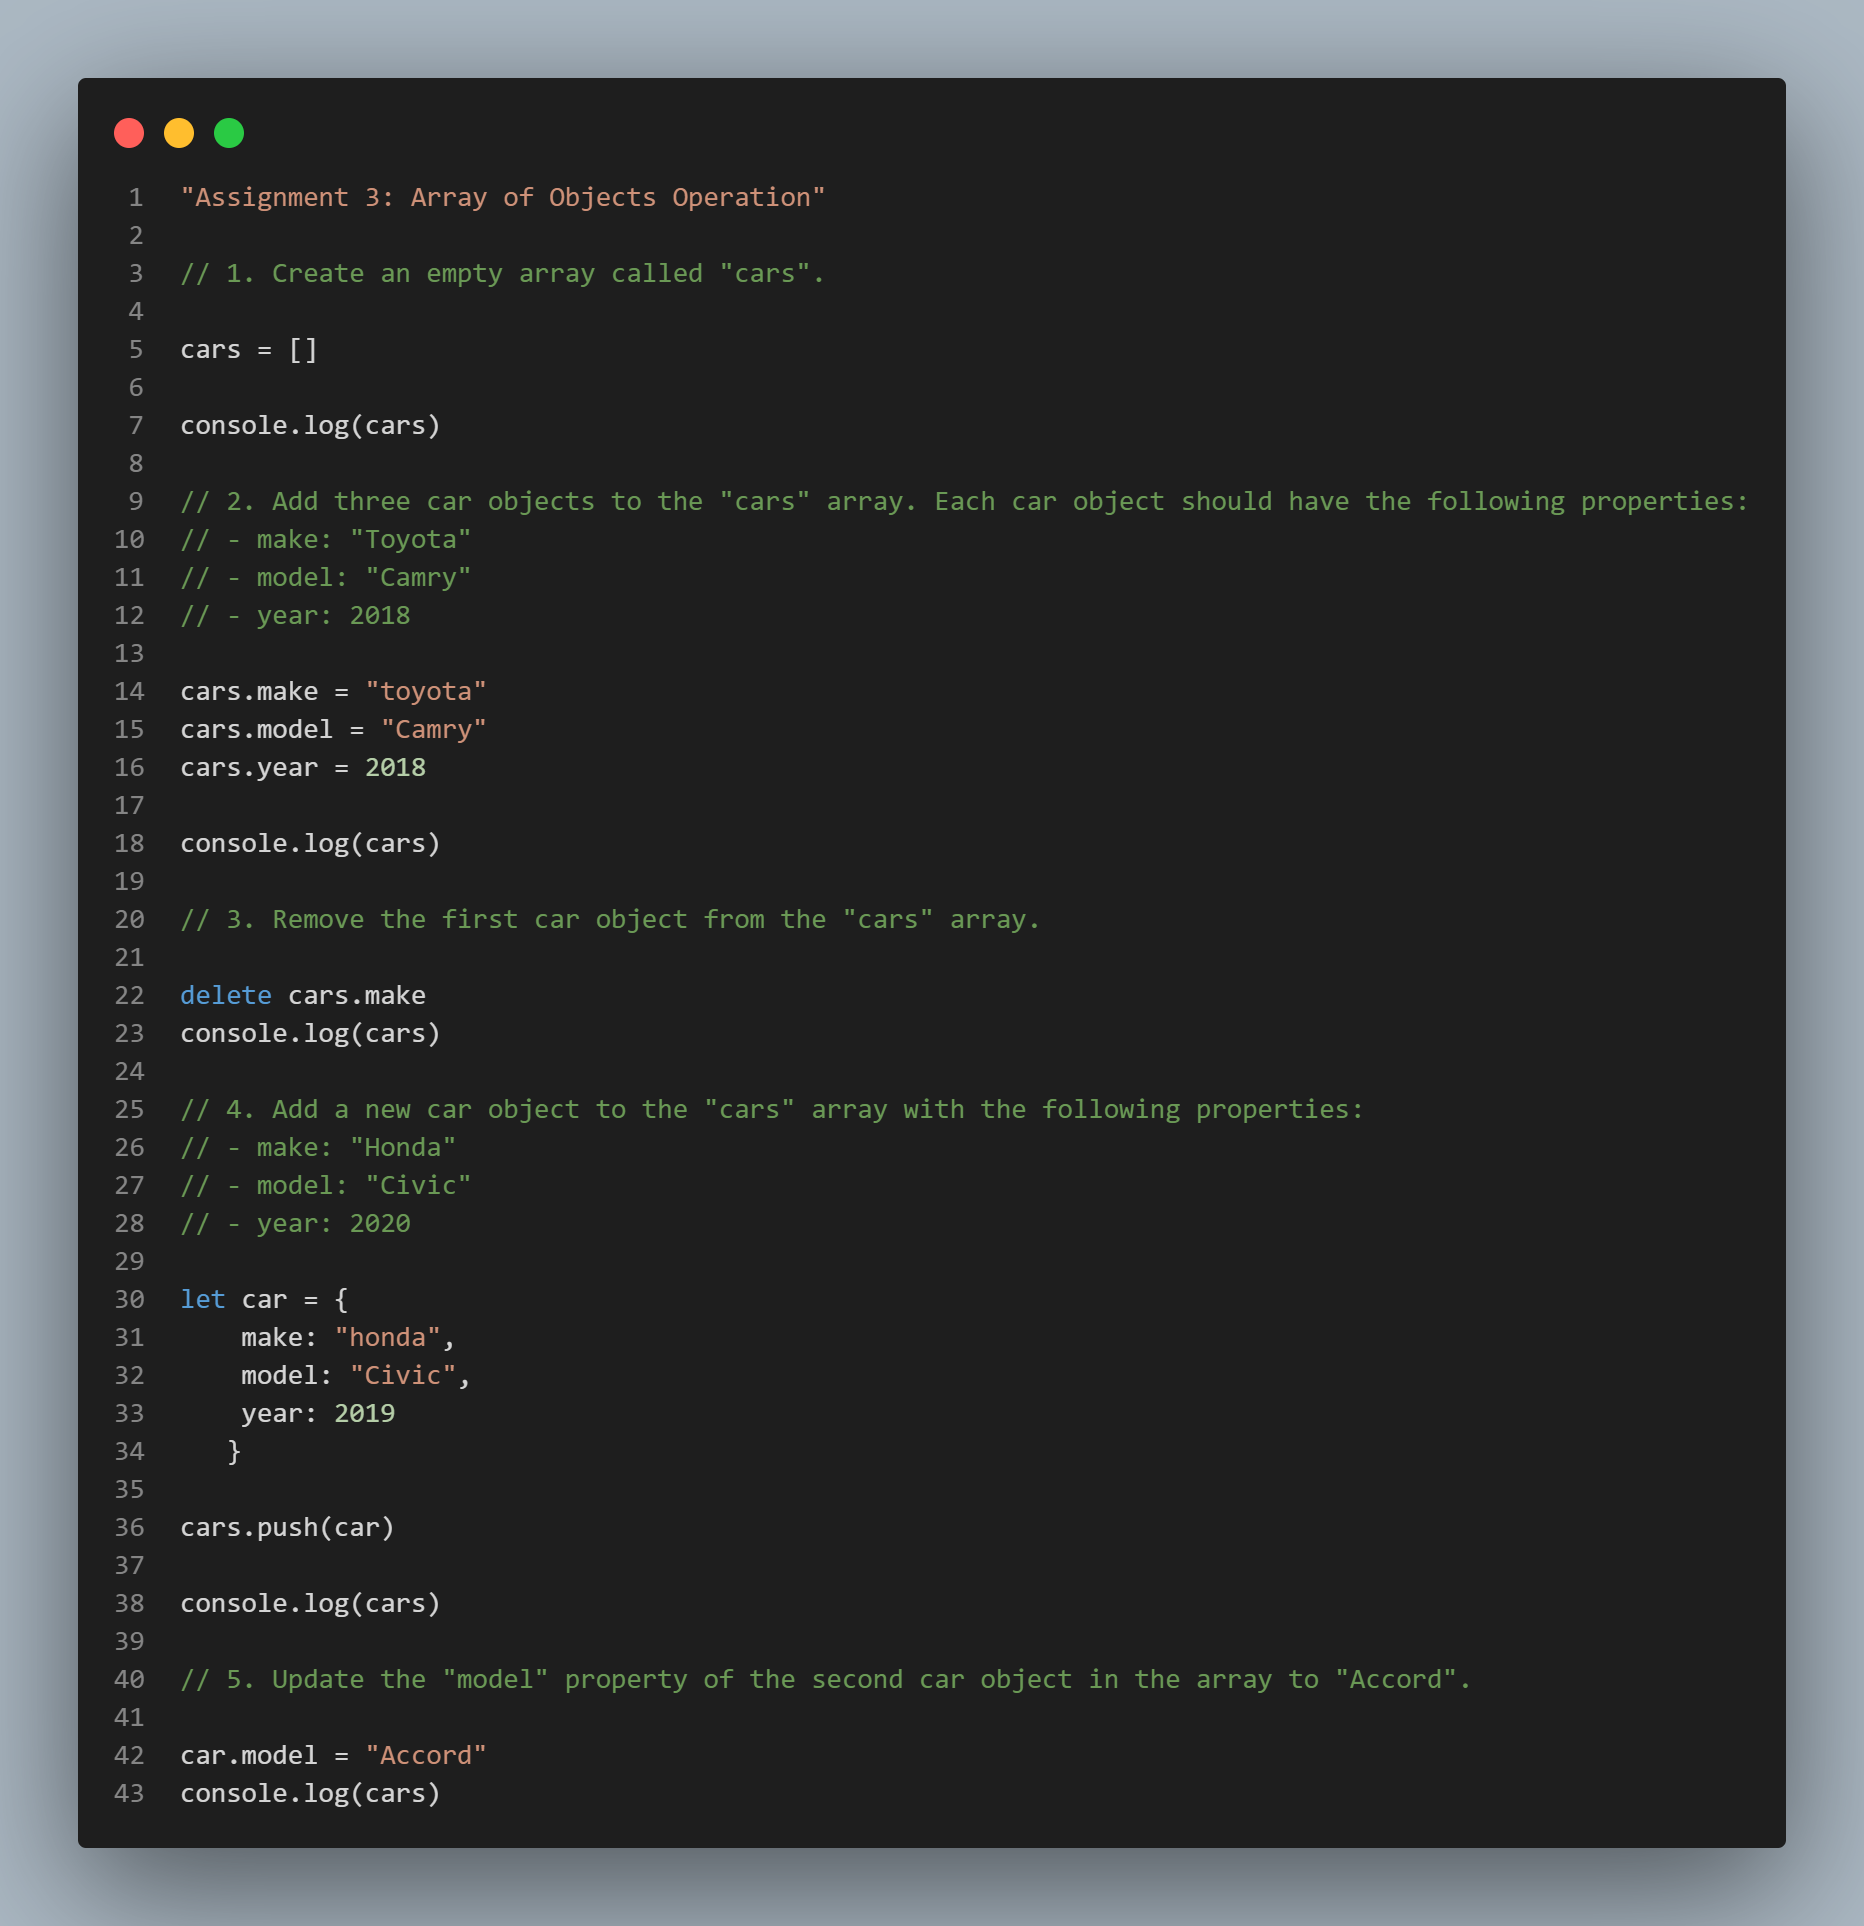 1 "Assignment 3: Array of Objects Operation"
2
3 // 1. Create an empty array called "cars".
4
5 cars = []
6
7 console.log(cars)
8
9 // 2. Add three car objects to the "cars" array. Each car object should have the following properties:
10 // - make: "Toyota"
11 // - model: "Camry"
12 // - year: 2018
13
14 cars.make = "toyota"
15 cars.model = "Camry"
16 cars.year = 2018
17
18 console.log(cars)
19
20 // 3. Remove the first car object from the "cars" array.
21
22 delete cars.make
23 console.log(cars)
24
25 // 4. Add a new car object to the "cars" array with the following properties:
26 // - make: "Honda"
27 // - model: "Civic"
28 // - year: 2020
29
30 let car = {
31     make: "honda",
32     model: "Civic",
33     year: 2019
34    }
35
36 cars.push(car)
37
38 console.log(cars)
39
40 // 5. Update the "model" property of the second car object in the array to "Accord".
41
42 car.model = "Accord"
43 console.log(cars)